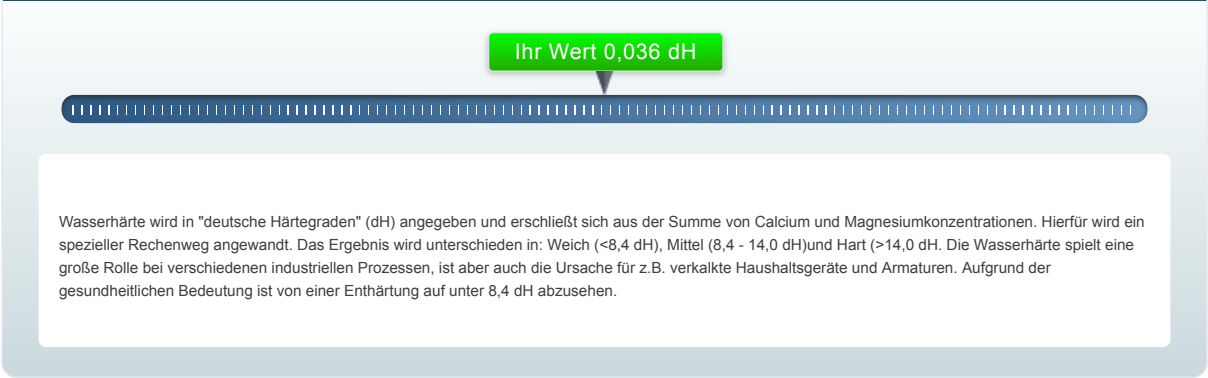 Ihr Wert 0,036 dH
Wasserhärte wird in "deutsche Härtegraden" (dH) angegeben und erschließt sich aus der Summe von Calcium und Magnesiumkonzentrationen. Hierfür wird ein
spezieller Rechenweg angewandt. Das Ergebnis wird unterschieden in: Weich (<8,4 dH), Mittel (8,4 - 14,0 dH)und Hart (>14,0 dH. Die Wasserhärte spielt eine
große Rolle bei verschiedenen industriellen Prozessen, ist aber auch die Ursache für z.B. verkalkte Haushaltsgeräte und Armaturen. Aufgrund der
gesundheitlichen Bedeutung ist von einer Enthärtung auf unter 8,4 dH abzusehen.